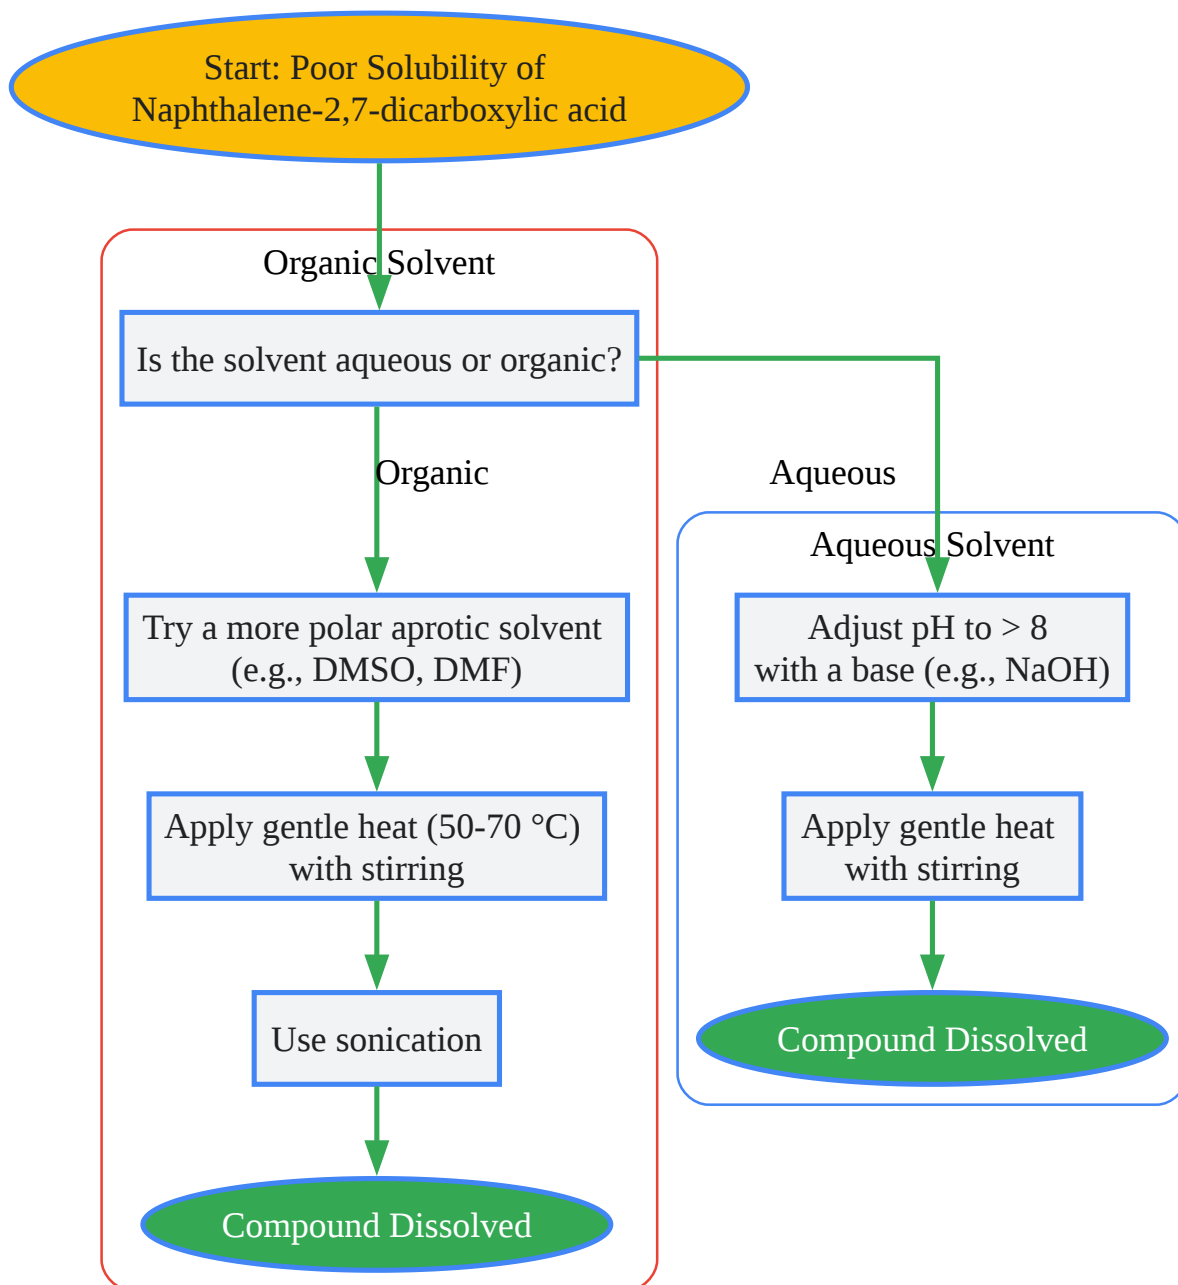 Start: Poor Solubility of
Naphthalene-2,7-dicarboxylic acid
Organic Solvent
Is the solvent aqueous or organic?
Organic
Aqueous
Aqueous Solvent
Try a more polar aprotic solvent
(e.g., DMSO, DMF)
Adjust pH to > 8
with a base (e.g., NaOH)
Apply gentle heat (50-70 °C)
with stirring
Apply gentle heat
with stirring
Use sonication
Compound Dissolved
Compound Dissolved